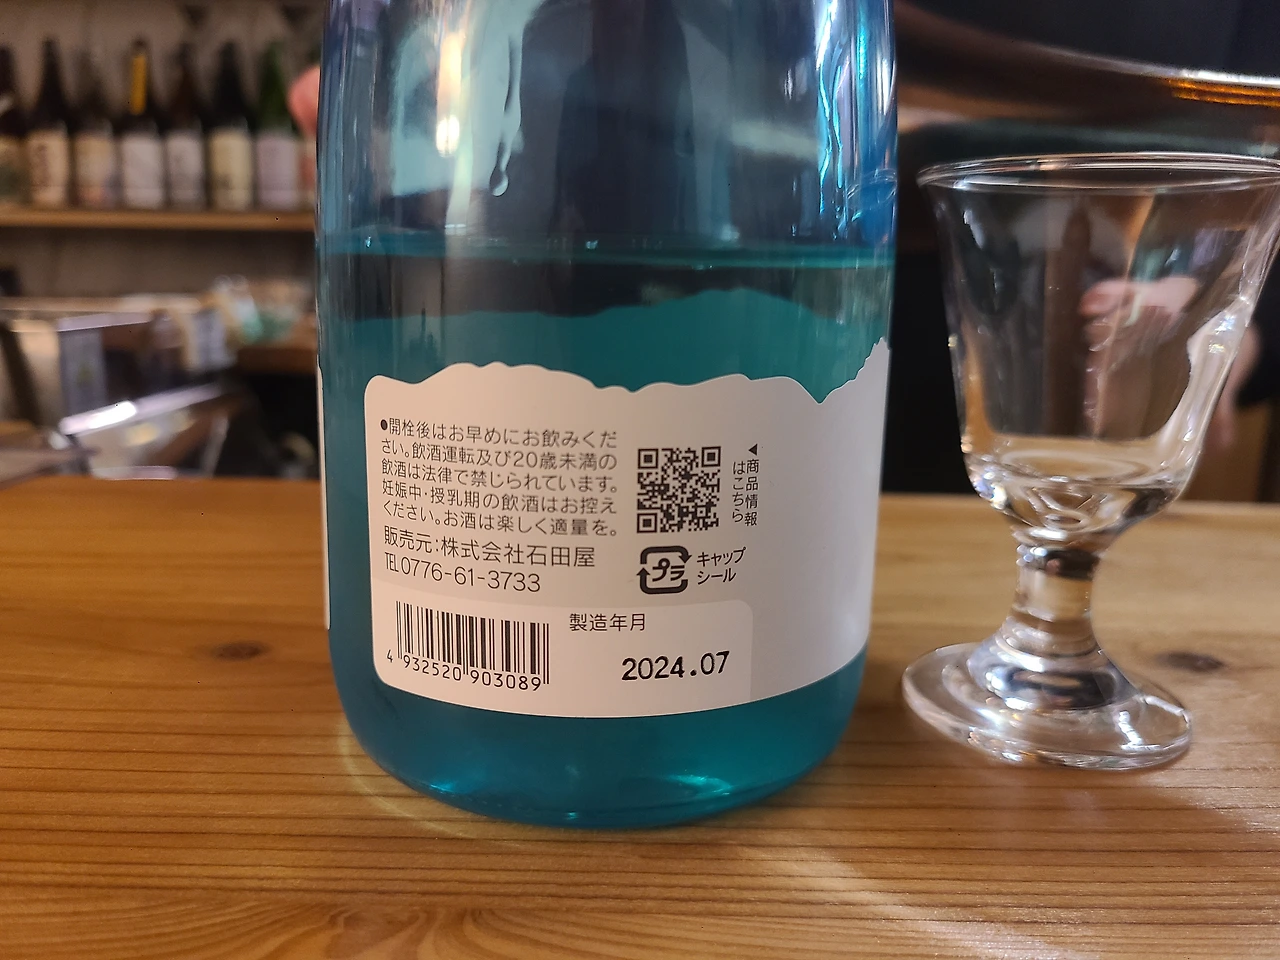 ●開栓後はお早めにお飲みくだ
さい。飲酒運転及び20歳未満の
飲酒は法律で禁じられています。
妊娠中・授乳期の飲酒はお控え
ください。お酒は楽しく適量を。
販売元:株式会社石田屋
TEL0776-61-3733
◀商品情報
はこちら
プラ
キャップ
シール
製造年月
2024.07
4 932520 903089